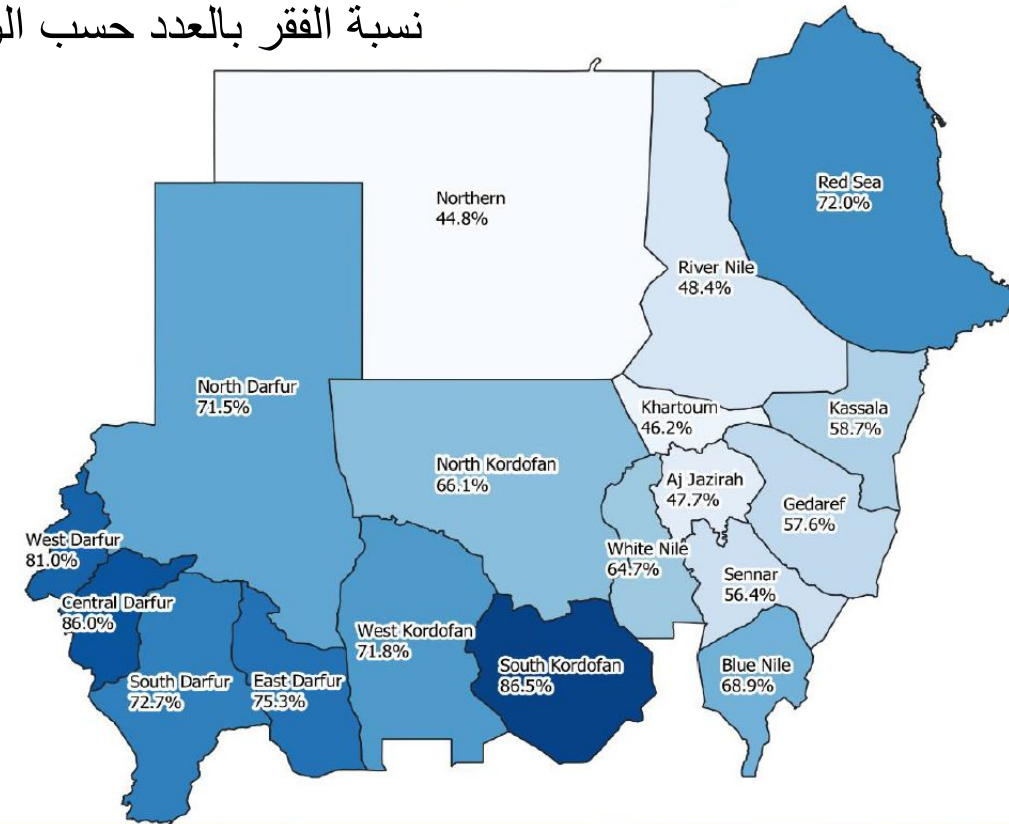 نسبة الفقر بالعدد حسب
Northern
44.8%
Red Sea
72.0%
River Nile
48.4%
North Darfur
71.5%
Khartoum
46.2%
Kassala
58.7%
North Kordofan
66.1%
Aj Jazirah
47.7%
Gedaref
57.6%
West Darfur
81.0%
White Nile
64.7%
Sennar
56.4%
Central Darfur
86.0%
West Kordofan
71.8%
South Kordofan
86.5%
Blue Nile
68.9%
South Darfur
72.7%
East Darfur
75.3%